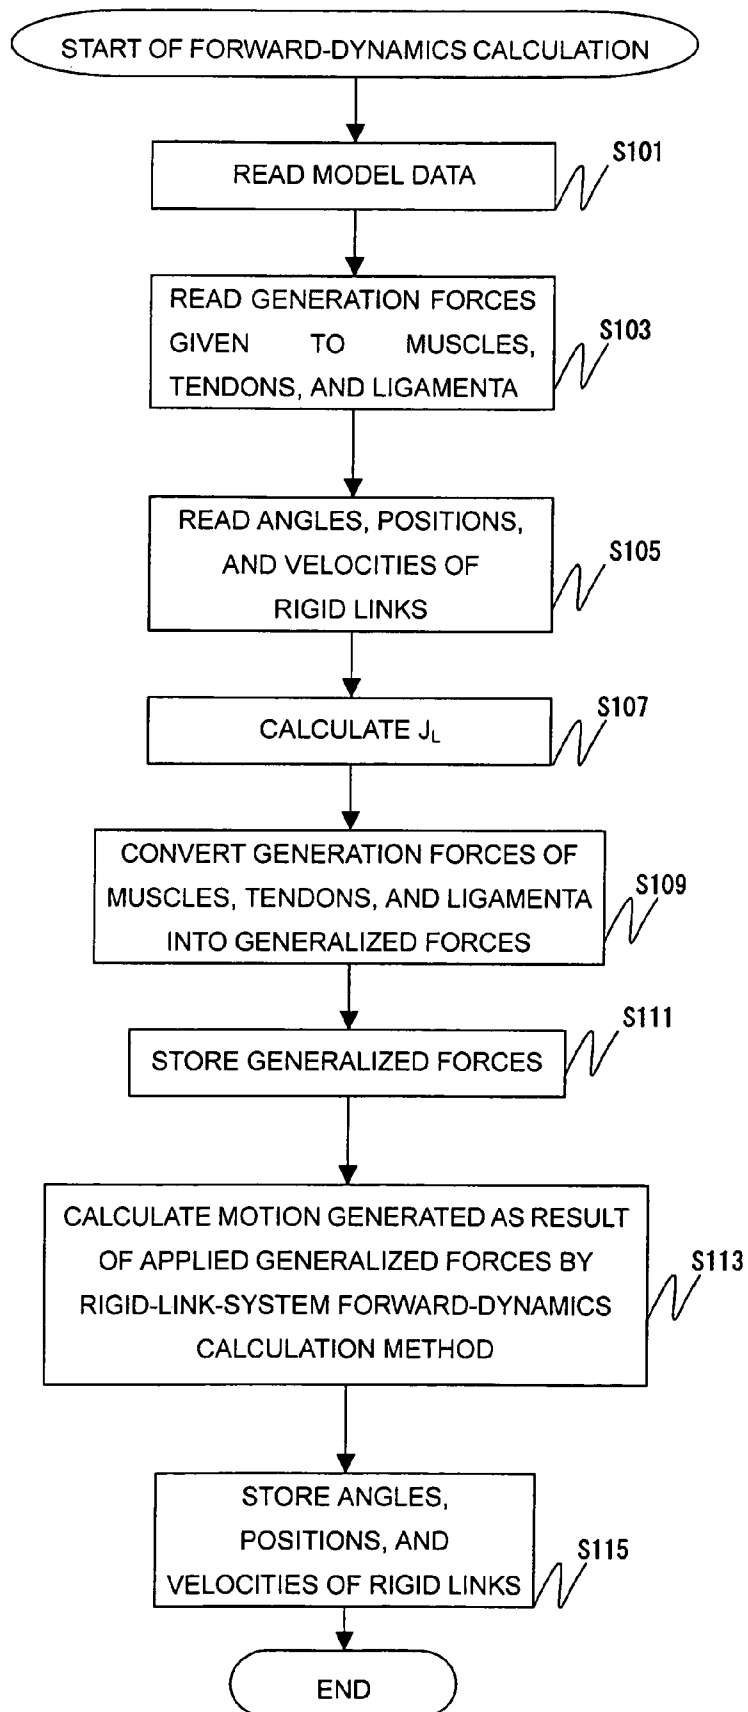 START OF FORWARD-DYNAMICS CALCULATION
S101
READ MODEL DATA
READ GENERATION FORCES
GIVEN TO MUSCLES,
TENDONS, AND LIGAMENTA
S103
READ ANGLES, POSITIONS,
AND VELOCITIES OF
RIGID LINKS
S105
CALCULATE J_L
S107
CONVERT GENERATION FORCES OF
MUSCLES, TENDONS, AND LIGAMENTA
INTO GENERALIZED FORCES
S109
S111
STORE GENERALIZED FORCES
CALCULATE MOTION GENERATED AS RESULT
OF APPLIED GENERALIZED FORCES BY
RIGID-LINK-SYSTEM FORWARD-DYNAMICS
CALCULATION METHOD
S113
STORE ANGLES,
POSITIONS, AND
VELOCITIES OF RIGID LINKS
S115
END